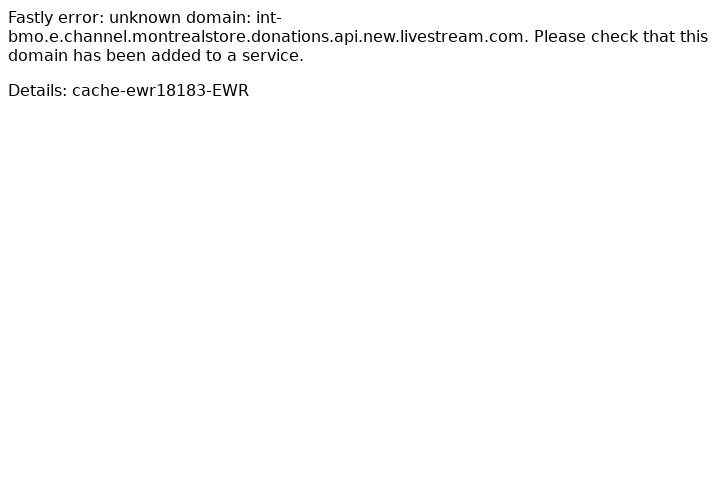 Fastly error: unknown domain: int-
bmo.e.channel.montrealstore.donations.api.new.livestream.com. Please check that this
domain has been added to a service.
Details: cache-ewr18183-EWR